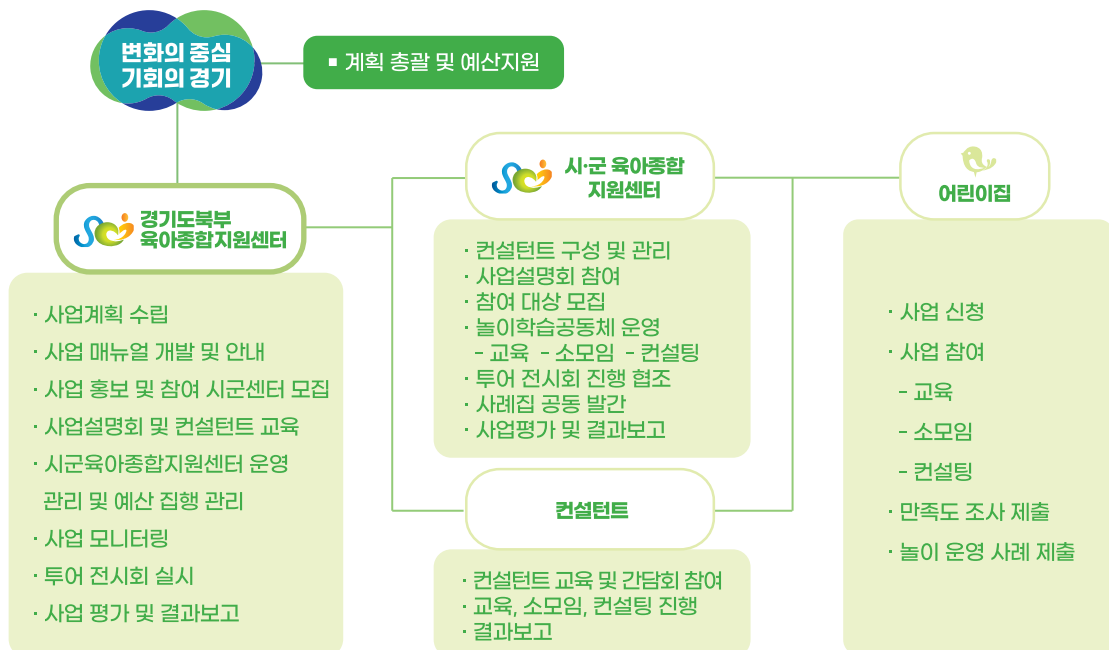 변화의 중심
기회의 경기
▪ 계획 총괄 및 예산지원
경기도북부
육아종합지원센터
· 사업계획 수립
· 사업 매뉴얼 개발 및 안내
· 사업 홍보 및 참여 시군센터 모집
· 사업설명회 및 컨설턴트 교육
· 시군육아종합지원센터 운영
관리 및 예산 집행 관리
· 사업 모니터링
· 투어 전시회 실시
· 사업 평가 및 결과보고
시·군 육아종합
지원센터
· 컨설턴트 구성 및 관리
· 사업설명회 참여
· 참여 대상 모집
· 놀이학습공동체 운영
- 교육 - 소모임 - 컨설팅
· 투어 전시회 진행 협조
· 사례집 공동 발간
· 사업평가 및 결과보고
컨설턴트
· 컨설턴트 교육 및 간담회 참여
· 교육, 소모임, 컨설팅 진행
· 결과보고
어린이집
· 사업 신청
· 사업 참여
- 교육
- 소모임
- 컨설팅
· 만족도 조사 제출
· 놀이 운영 사례 제출